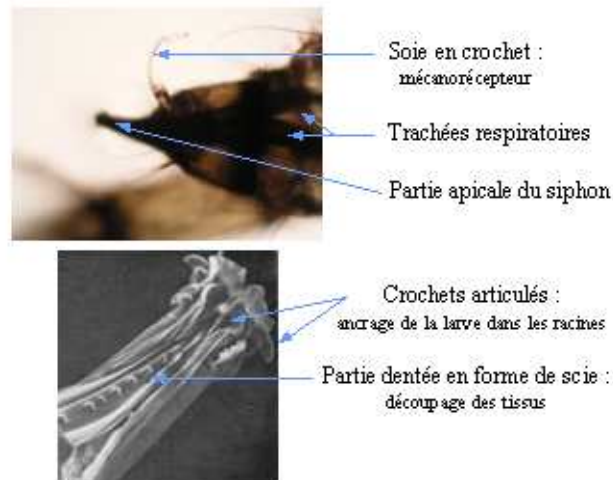 Soie en crochet :
mécanorécepteur
Trachées respiratoires
Partie apicale du siphon
Crochets articulés :
ancrage de la larve dans les racines
Partie dentée en forme de scie :
découpage des tissus